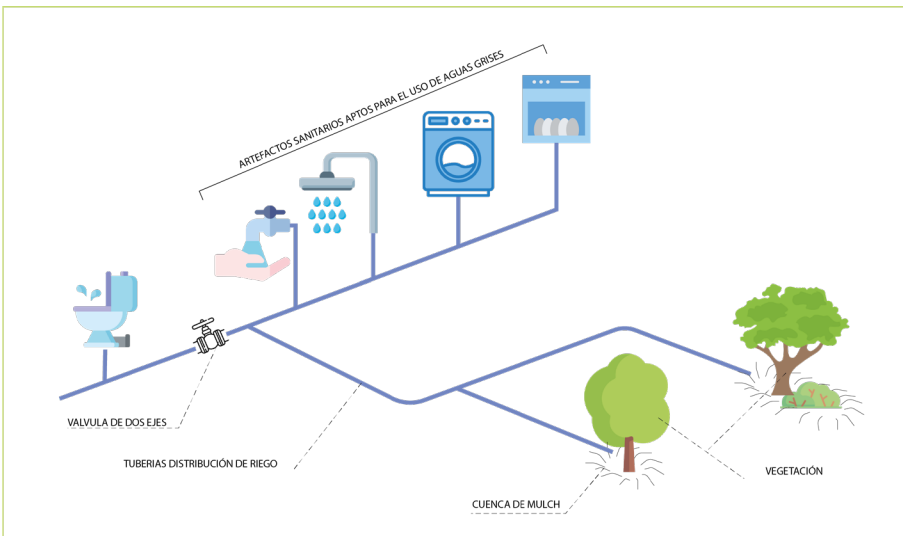 ARTEFACTOS SANITARIOS APTOS PARA EL USO DE AGUAS GRISES
VALVULA DE DOS EJES
TUBERIAS DISTRIBUCIÓN DE RIEGO
VEGETACIÓN
CUENCA DE MULCH